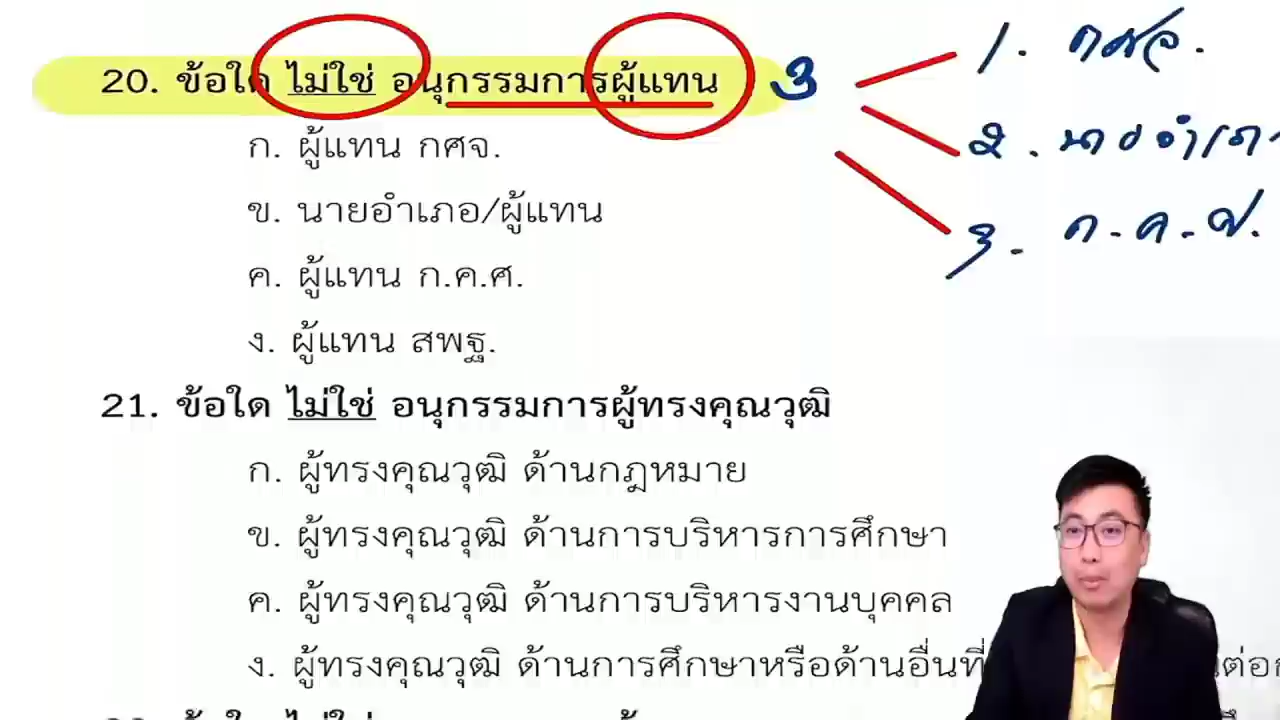 20. ข้อใด ไม่ใช่ อนุกรรมการผู้แทน 3
ก. ผู้แทน กศจ.
ข. นายอำเภอ/ผู้แทน
ค. ผู้แทน ก.ค.ศ.
ง. ผู้แทน สพฐ.
1. กศจ.
2. นายอำเภอ
3. ก.ค.ศ.
21. ข้อใด ไม่ใช่ อนุกรรมการผู้ทรงคุณวุฒิ
ก. ผู้ทรงคุณวุฒิ ด้านกฎหมาย
ข. ผู้ทรงคุณวุฒิ ด้านการบริหารการศึกษา
ค. ผู้ทรงคุณวุฒิ ด้านการบริหารงานบุคคล
ง. ผู้ทรงคุณวุฒิ ด้านการศึกษาหรือด้านอื่นที่